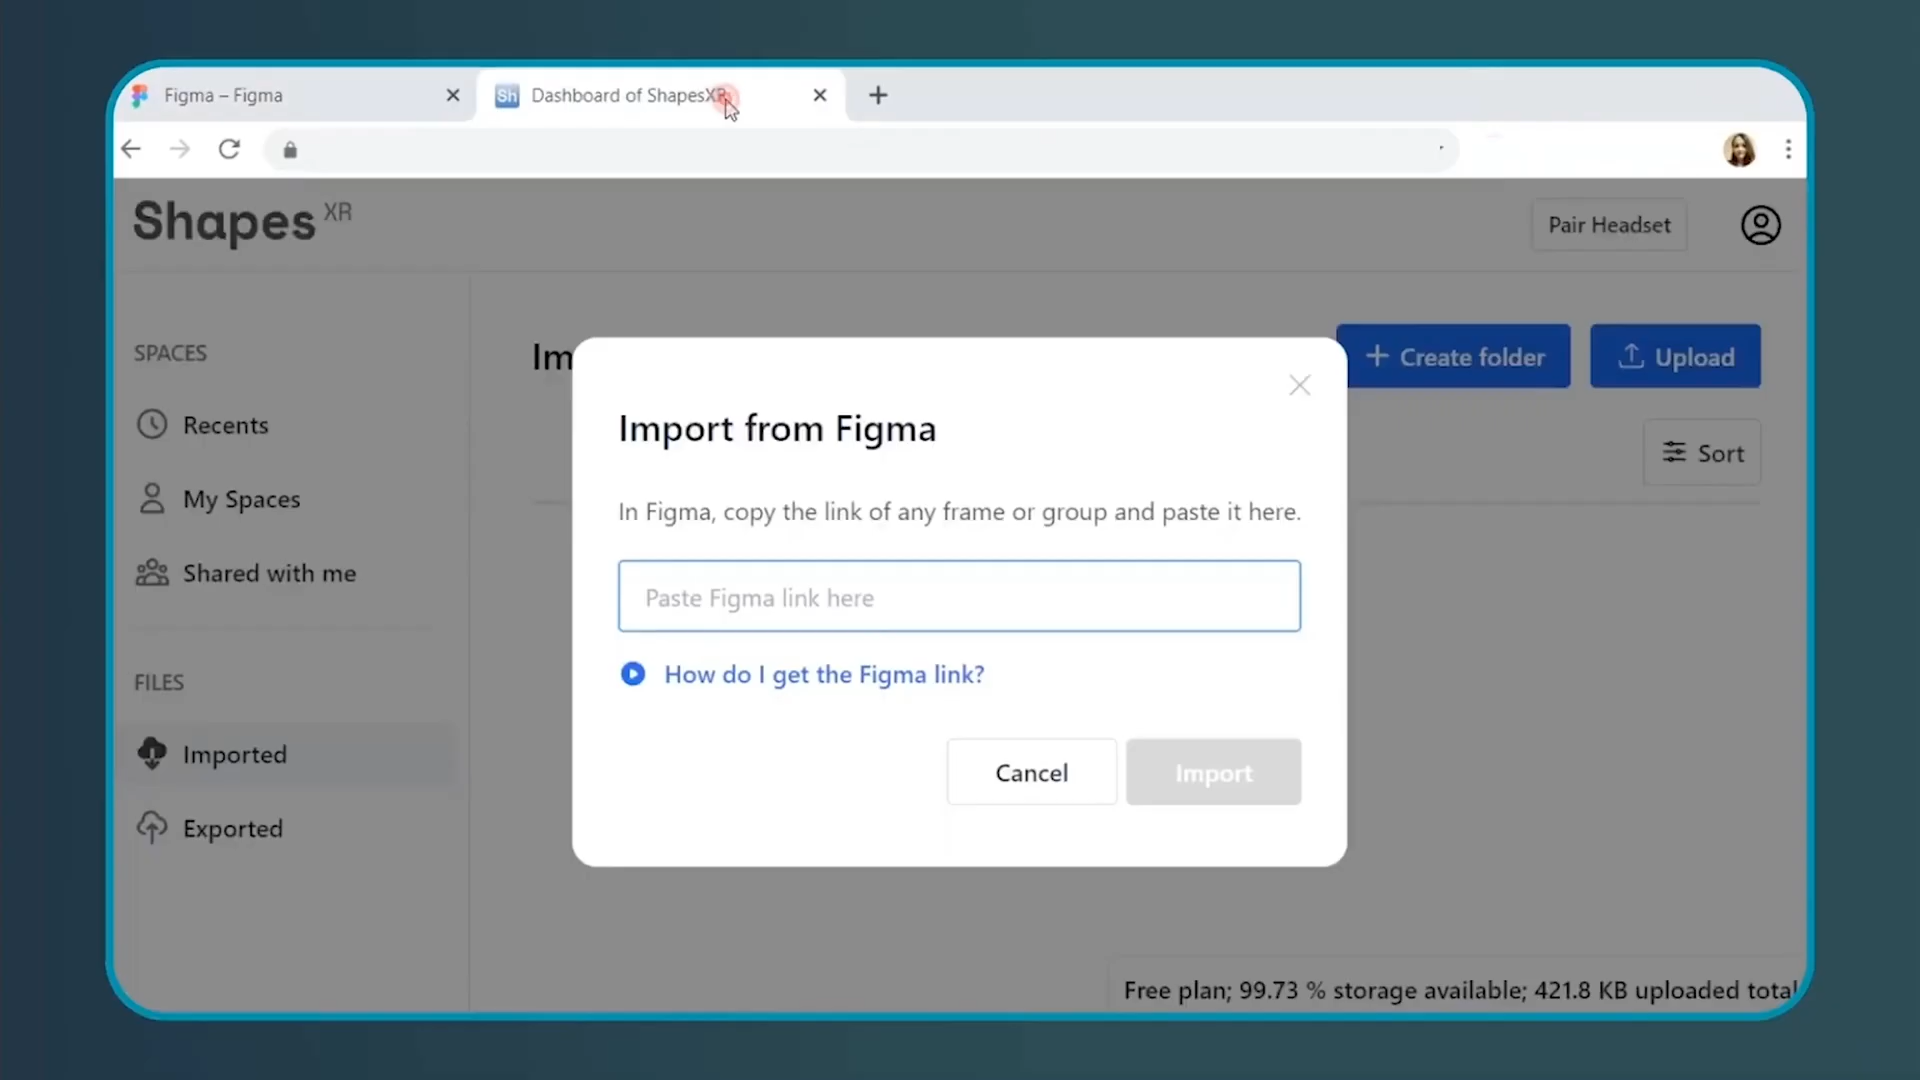 Figma – Figma
Sh Dashboard of ShapesXR
Shapes XR
Pair Headset
SPACES
Recents
My Spaces
Shared with me
FILES
Imported
Exported
Im
Create folder
Upload
Sort
Import from Figma
In Figma, copy the link of any frame or group and paste it here.
Paste Figma link here
How do I get the Figma link?
Cancel
Import
Free plan; 99.73 % storage available; 421.8 KB uploaded total